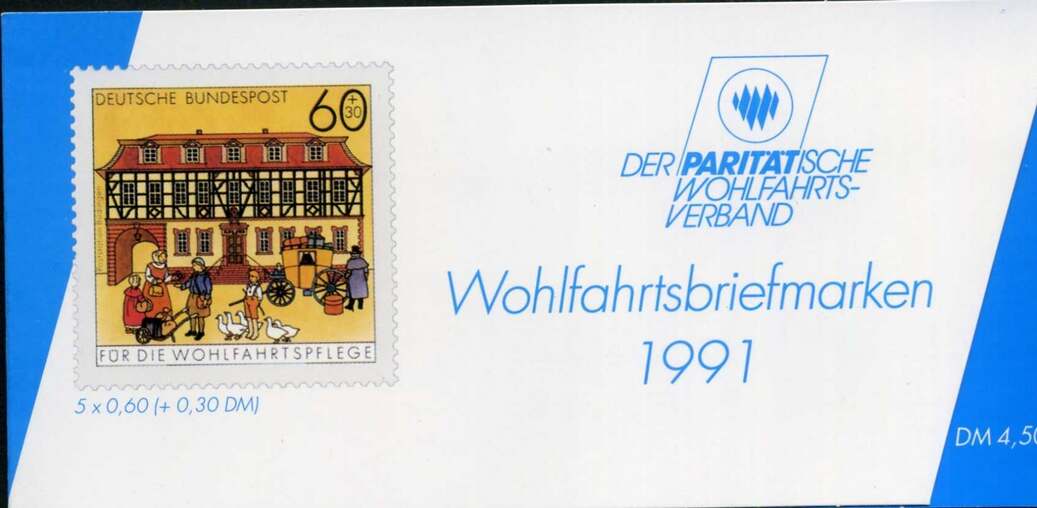 DEUTSCHE BUNDESPOST
60
+
30
FÜR DIE WOHLFAHRTSPFLEGE
5 x 0,60 (+ 0,30 DM)
DER PARITÄTISCHE
WOHLFAHRTS-
VERBAND
Wohlfahrtsbriefmarken
1991
DM 4,50